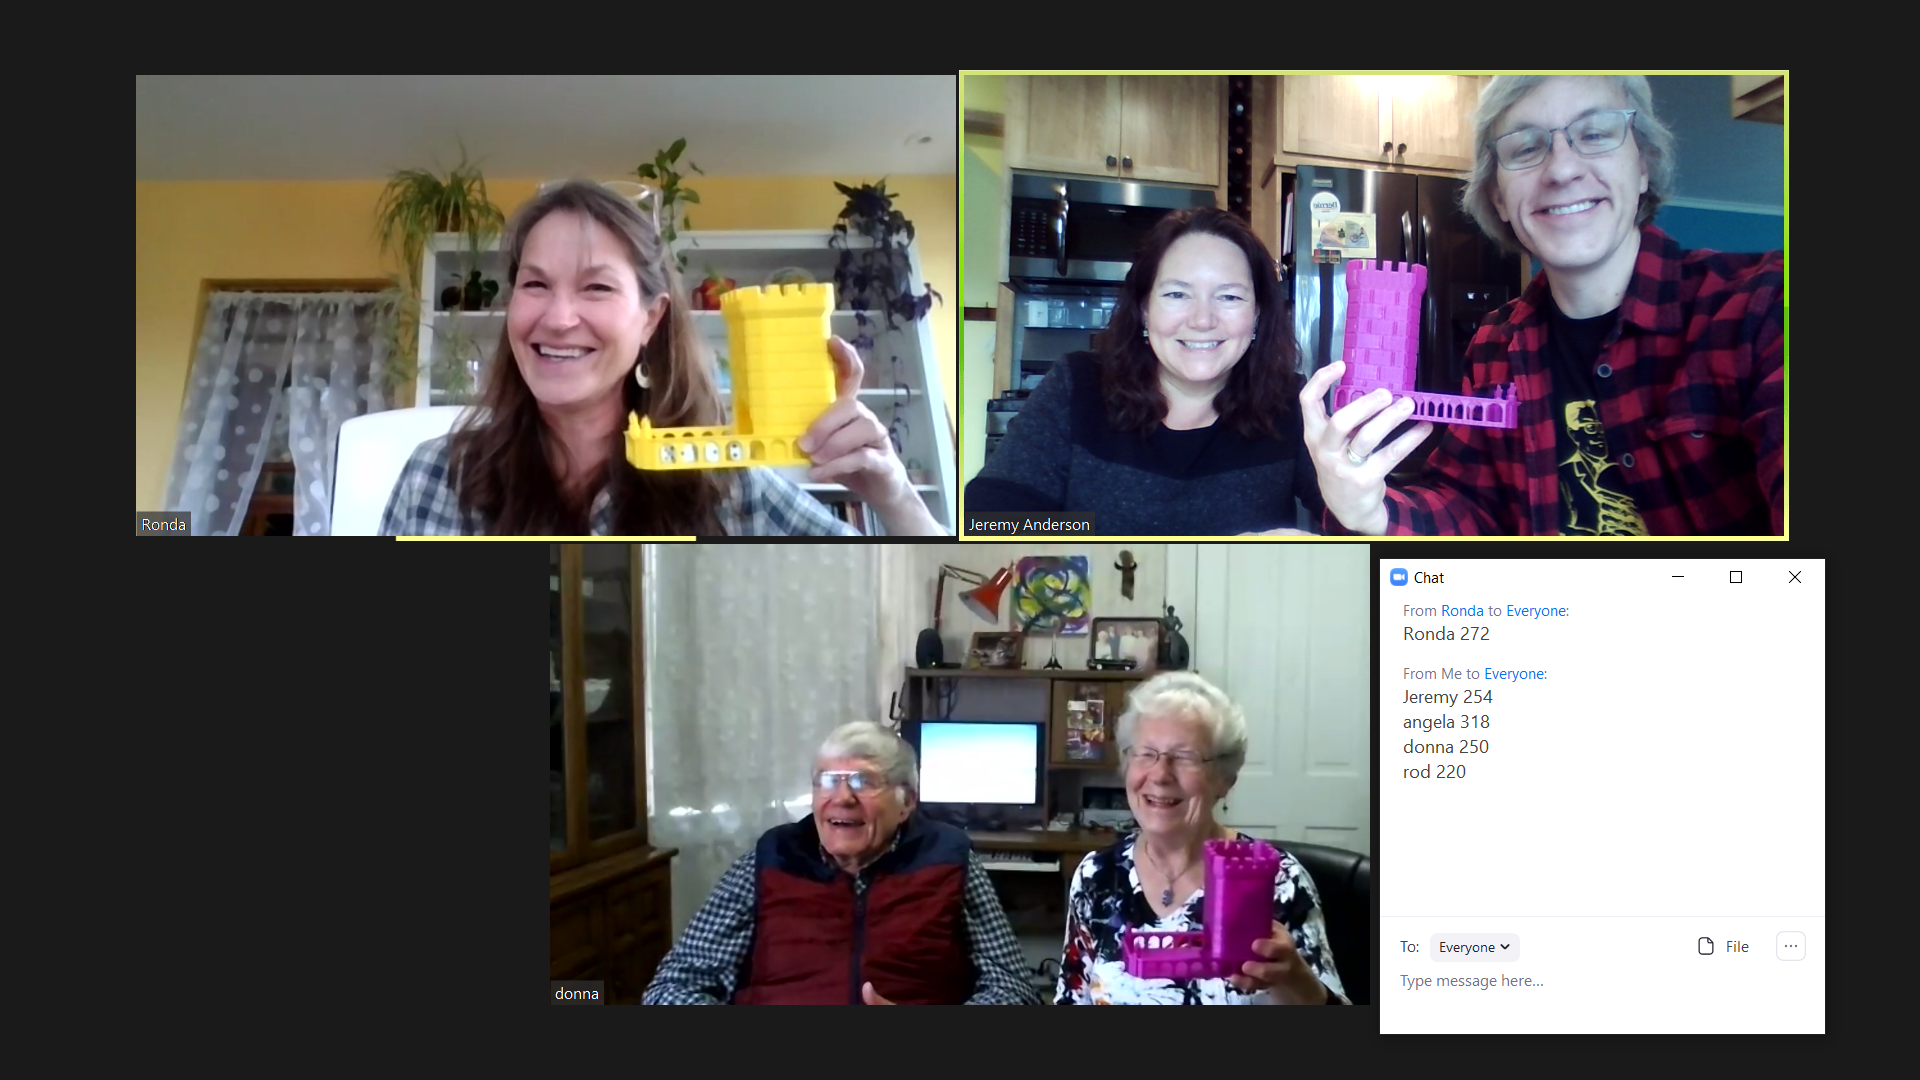 Ronda
Bernie
Jeremy Anderson
donna
Chat
From Ronda to Everyone:
Ronda 272
From Me to Everyone:
Jeremy 254
angela 318
donna 250
rod 220
To: Everyone
File
Type message here...